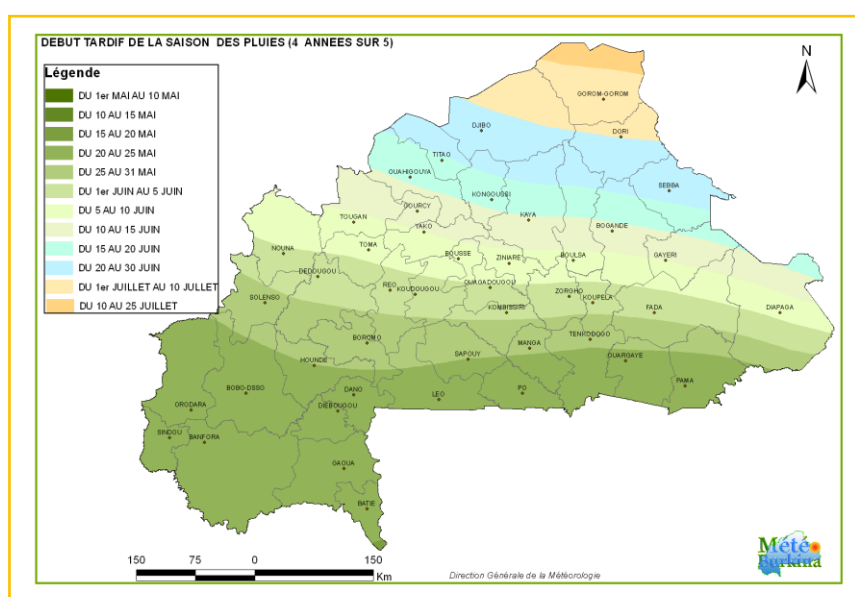 DEBUT TARDIF DE LA SAISON DES PLUIES (4 ANNEES SUR 5)
N
Légende
DU 1er MAI AU 10 MAI
DU 10 AU 15 MAI
DU 15 AU 20 MAI
DU 20 AU 25 MAI
DU 25 AU 31 MAI
DU 1er JUIN AU 5 JUIN
DU 5 AU 10 JUIN
DU 10 AU 15 JUIN
DU 15 AU 20 JUIN
DU 20 AU 30 JUIN
DU 1er JUILLET AU 10 JULLET
DU 10 AU 25 JUILLET
GOROM-GOROM
DJIBO
DORI
TITAO
OUAHIGOUYA
SEBBA
KONGOUSSI
GOURCY
KAYA
TOUGAN
YAKO
BOGANDE
NOUNA
TOMA
BOUSSE
ZINIARE
BOULSA
GAYERI
DEDOUGOU
REO
KOUDOUGOU
OUAGADOUGOU
SOLENSO
ZORGHO
KOUPELA
KOMBISSIRI
FADA
DIAPAGA
BOROMO
MANGA
TENKODOGO
HOUNDE
SAPOUY
OUARGAYE
BOBO-DSSO
DANO
LEO
PO
PAMA
ORODARA
DIEBDUGOU
SINDOU
BANFORA
GAOUA
BATIE
150 75 0 150
Km
Direction Générale de la Météorologie
Météo
Burkina